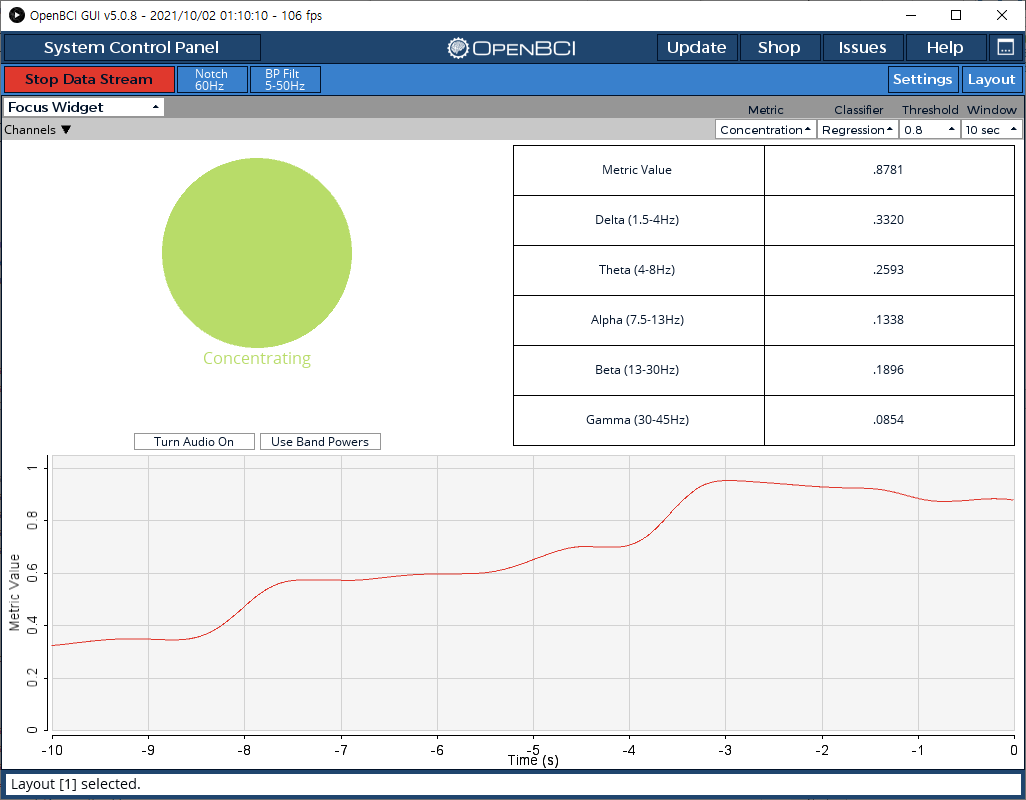 OpenBCI GUI v5.0.8 - 2021/10/02 01:10:10 - 106 fps
System Control Panel
OpenBCI
Update
Shop
Issues
Help
Stop Data Stream
Notch
60Hz
BP Filt
5-50Hz
Settings
Layout
Focus Widget
Metric
Classifier
Threshold
Window
Channels
Concentration
Regression
0.8
10 sec
Concentrating
Metric Value .8781
Delta (1.5-4Hz) .3320
Theta (4-8Hz) .2593
Alpha (7.5-13Hz) .1338
Beta (13-30Hz) .1896
Gamma (30-45Hz) .0854
Turn Audio On
Use Band Powers
Metric Value
1
0.8
0.6
0.4
0.2
0
-10 -9 -8 -7 -6 -5 -4 -3 -2 -1 0
Time (s)
Layout [1] selected.